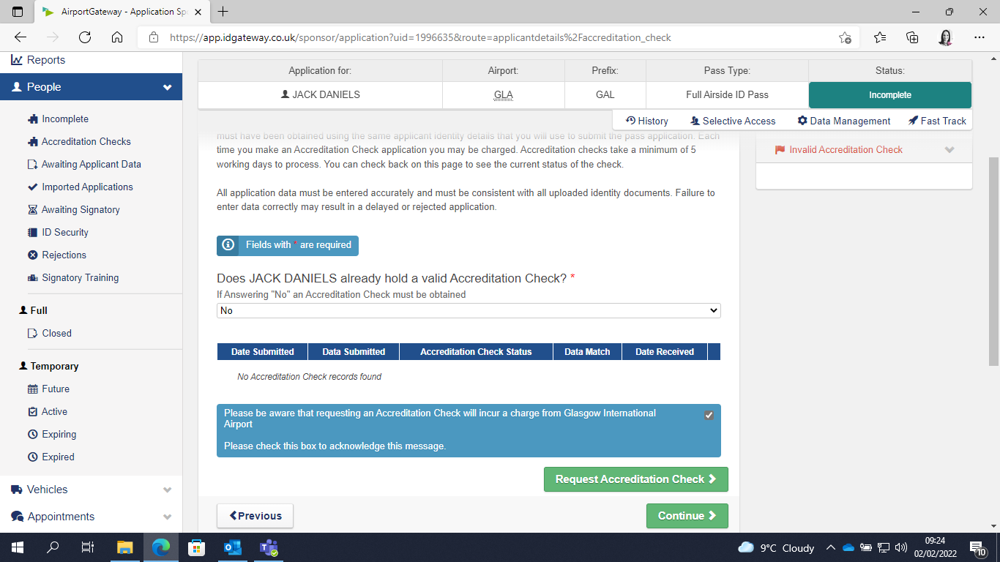 AirportGateway - Application Sp
https://app.idgateway.co.uk/sponsor/application?uid=1996635&route=applicantdetails%2Faccreditation_check
Reports
People
Incomplete
Accreditation Checks
Awaiting Applicant Data
Imported Applications
Awaiting Signatory
ID Security
Rejections
Signatory Training
Full
Closed
Temporary
Future
Active
Expiring
Expired
Vehicles
Appointments
Application for: Airport: Prefix: Pass Type: Status:
JACK DANIELS GLA GAL Full Airside ID Pass Incomplete
History Selective Access Data Management Fast Track
must have been obtained using the same applicant identity details that you will use to submit the pass application. Each
time you make an Accreditation Check application you may be charged. Accreditation checks take a minimum of 5
working days to process. You can check back on this page to see the current status of the check.
All application data must be entered accurately and must be consistent with all uploaded identity documents. Failure to
enter data correctly may result in a delayed or rejected application.
Fields with * are required
Does JACK DANIELS already hold a valid Accreditation Check? *
If Answering "No" an Accreditation Check must be obtained
No
Date Submitted Data Submitted Accreditation Check Status Data Match Date Received
No Accreditation Check records found
Please be aware that requesting an Accreditation Check will incur a charge from Glasgow International
Airport
Please check this box to acknowledge this message.
Request Accreditation Check
Previous
Continue
Invalid Accreditation Check
9°C Cloudy
09:24
02/02/2022
10